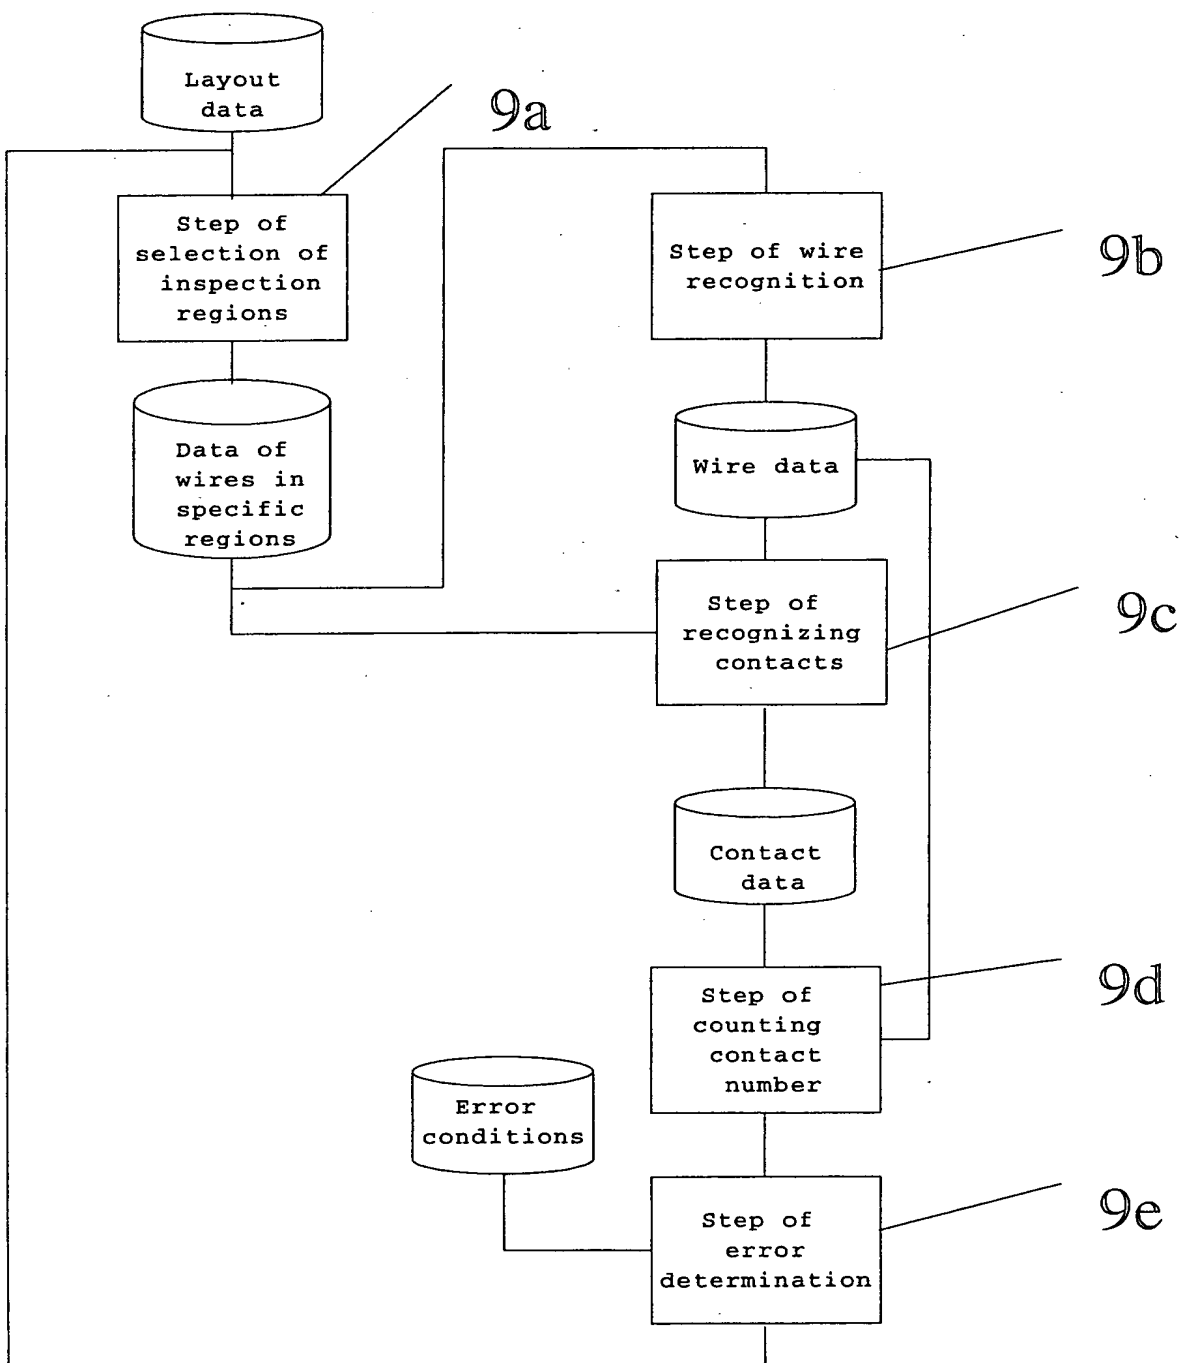 Layout
data
9a
Step of
selection of
inspection
regions
Step of wire
recognition
9b
Data of
wires in
specific
regions
Wire data
Step of
recognizing
contacts
9c
Contact
data
Step of
counting
contact
number
9d
Error
conditions
Step of
error
determination
9e